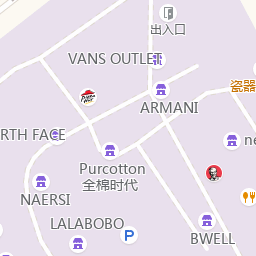 出入口
VANS OUTLET
瓷器
ARMANI
RTH FACE
ne
Purcotton
全棉时代
NAERSI
LALABOBO
P
BWELL